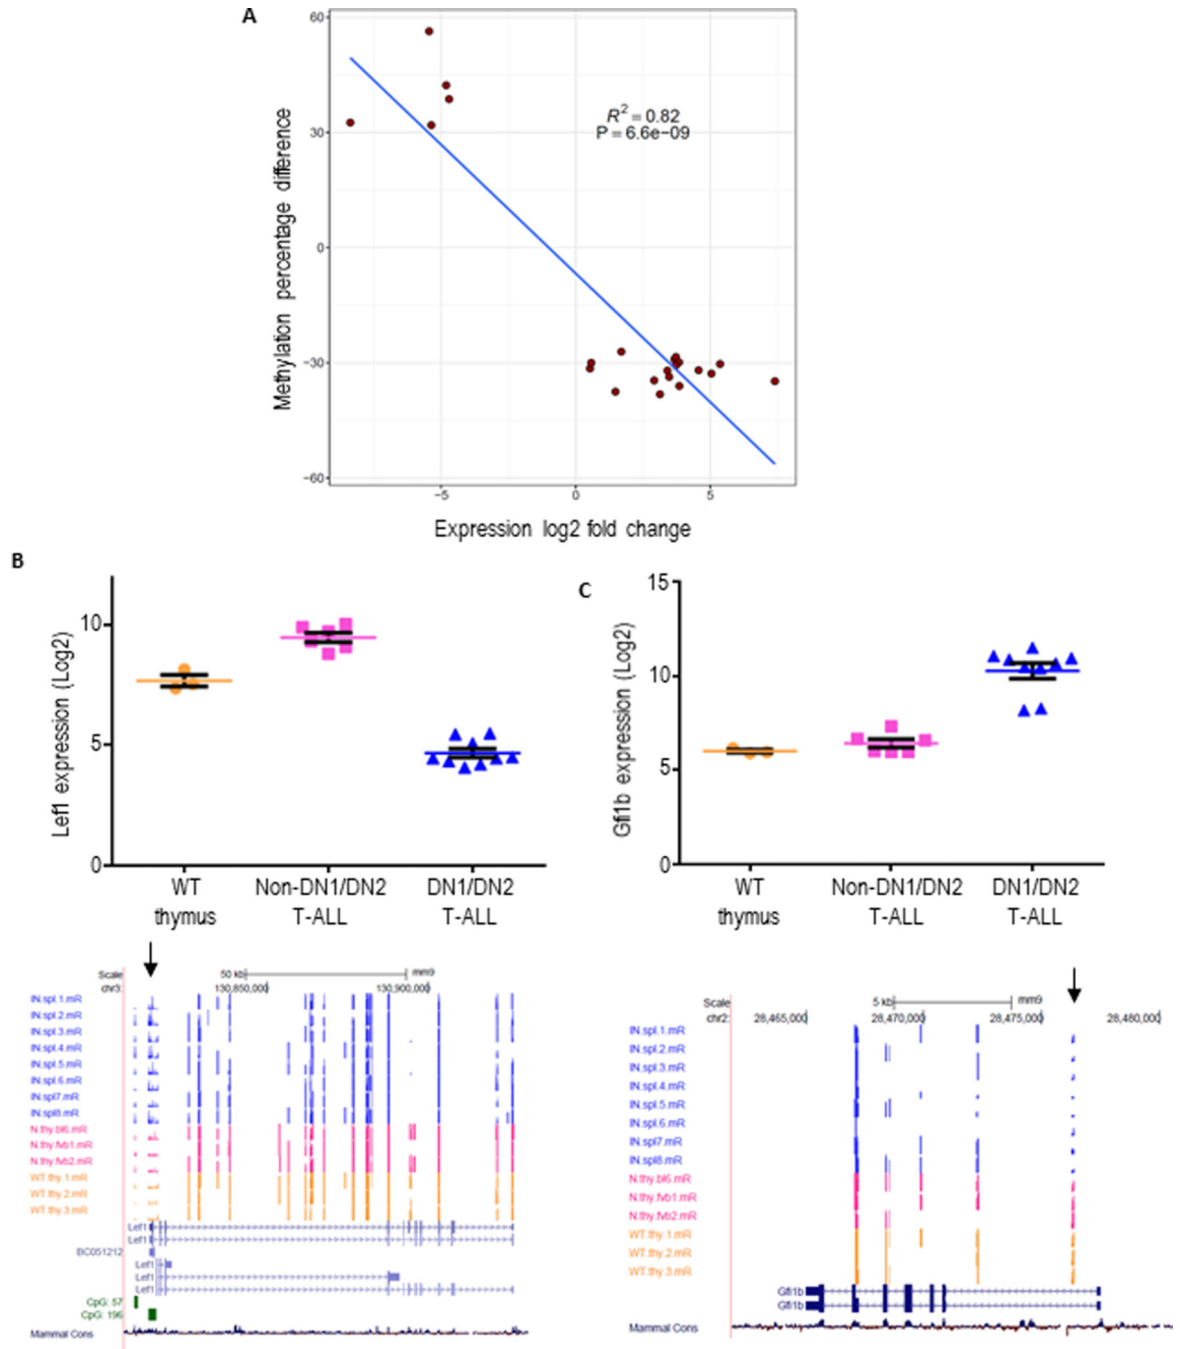 A
60
30
0
−30
−60
Methylation percentage difference
R² = 0.82
P = 6.6e−09
−5
0
5
Expression log2 fold change
B
10
5
0
Lef1 expression (Log2)
WT
thymus
Non-DN1/DN2
T-ALL
DN1/DN2
T-ALL
C
15
10
5
0
Gfi1b expression (Log2)
WT
thymus
Non-DN1/DN2
T-ALL
DN1/DN2
T-ALL
Scale
50 kb
mm9
chr3:
130,850,000
130,900,000
IN.spl.1.mR
IN.spl.2.mR
IN.spl.3.mR
IN.spl.4.mR
IN.spl.5.mR
IN.spl.6.mR
IN.spl7.mR
IN.spl8.mR
N.thy.bl6.mR
N.thy.fvb1.mR
N.thy.fvb2.mR
WT.thy.1.mR
WT.thy.2.mR
WT.thy.3.mR
Lef1
Lef1
BC051212
Lef1
Lef1
Lef1
CpG: 57
CpG: 196
Mammal Cons
Scale
5 kb
mm9
chr2:
28,465,000
28,470,000
28,475,000
28,480,000
IN.spl.1.mR
IN.spl.2.mR
IN.spl.3.mR
IN.spl.4.mR
IN.spl.5.mR
IN.spl.6.mR
IN.spl7.mR
IN.spl8.mR
N.thy.bl6.mR
N.thy.fvb1.mR
N.thy.fvb2.mR
WT.thy.1.mR
WT.thy.2.mR
WT.thy.3.mR
Gfi1b
Gfi1b
Mammal Cons